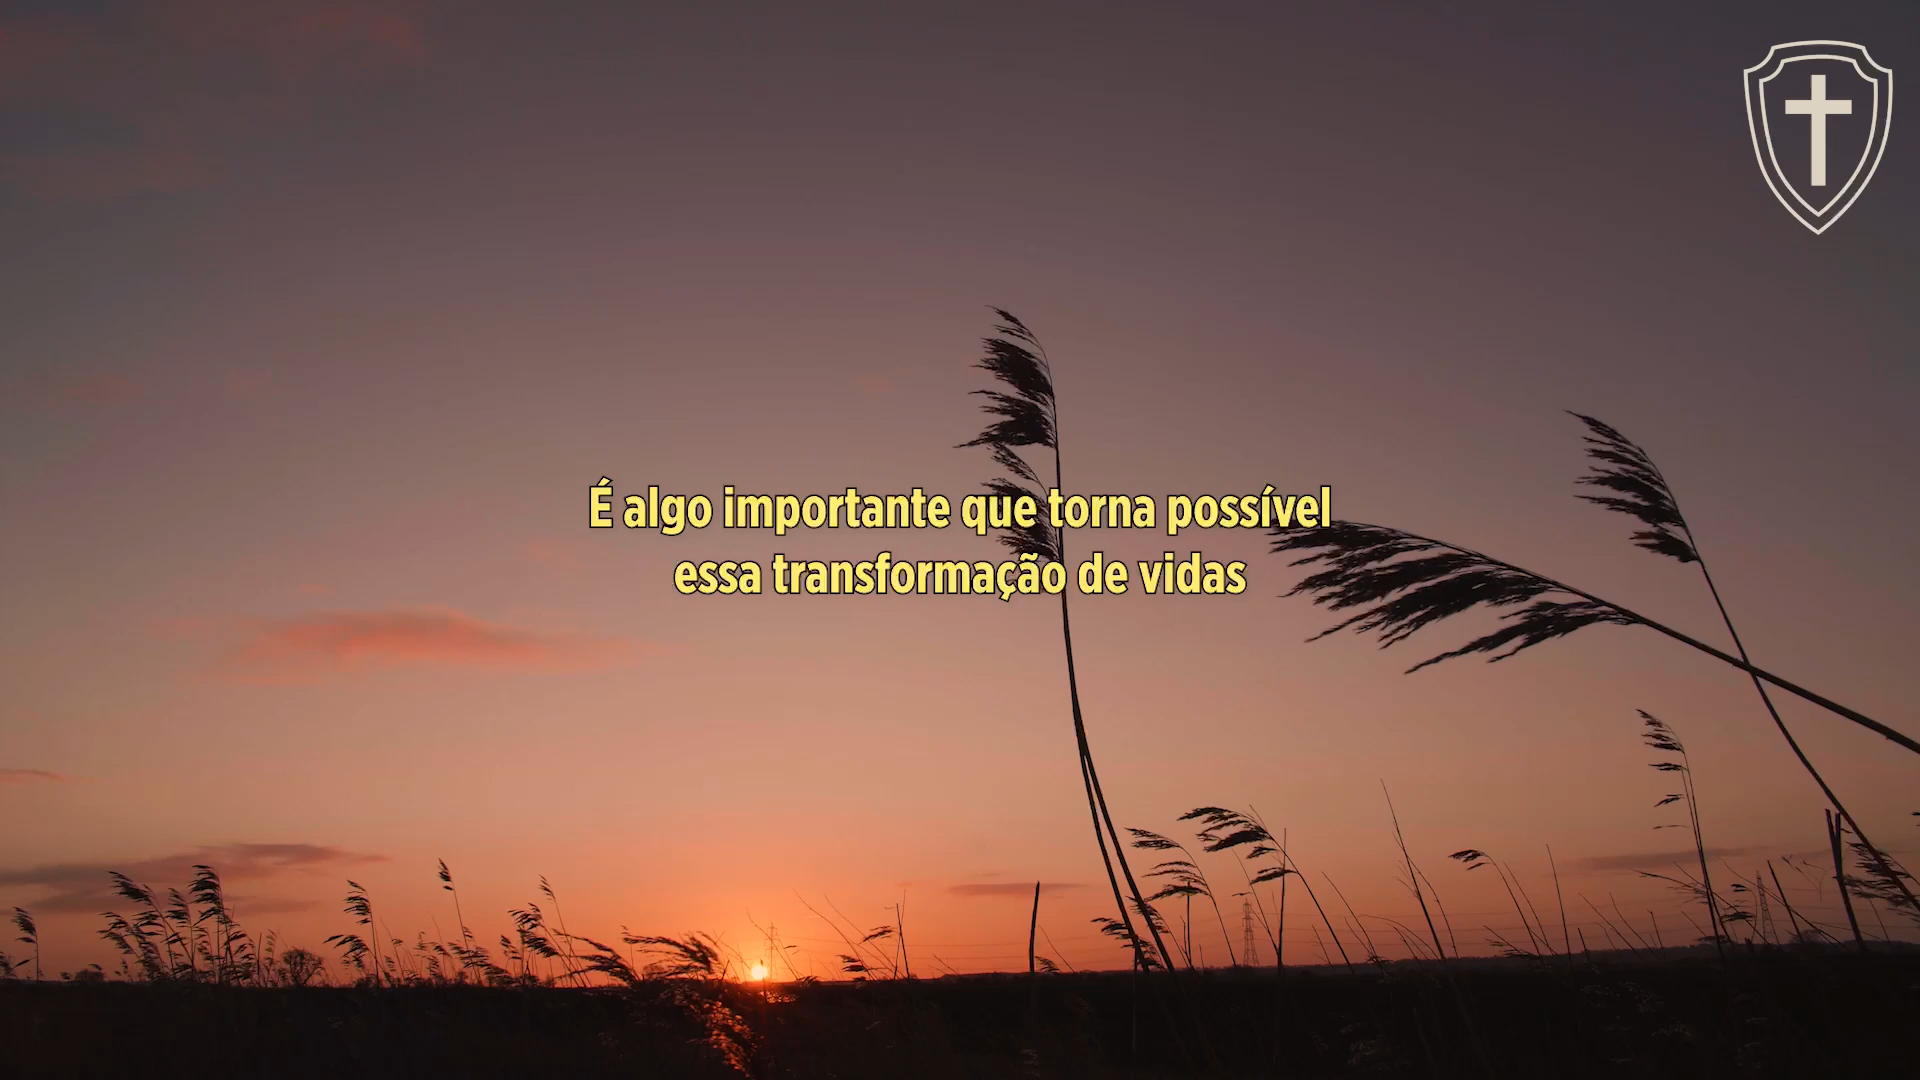 É algo importante que torna possível
essa transformação de vidas